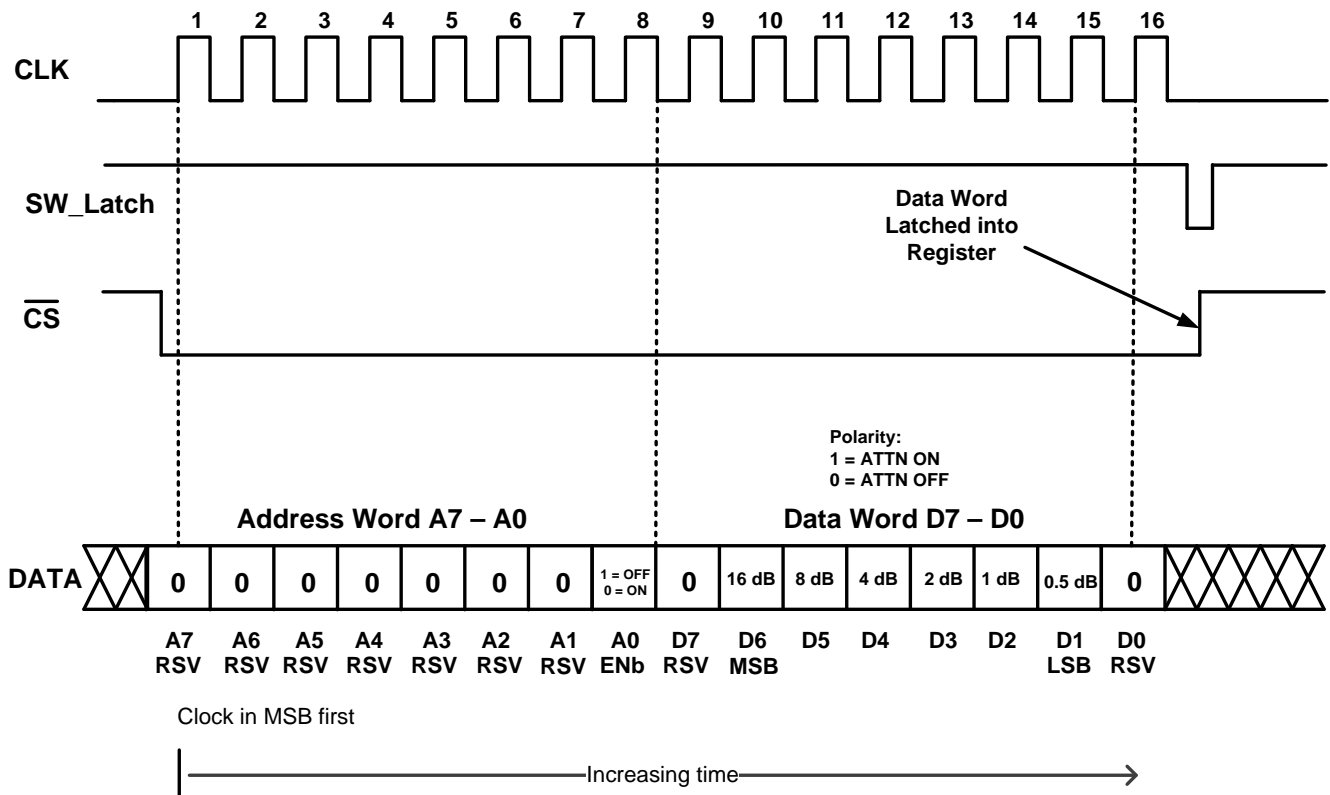 1 2 3 4 5 6 7 8 9 10 11 12 13 14 15 16
CLK
SW_Latch
Data Word
Latched into
Register
CS
Polarity:
1 = ATTN ON
0 = ATTN OFF
Address Word A7 – A0
Data Word D7 – D0
DATA
0 0 0 0 0 0 0
1 = OFF
0 = ON
0 16 dB 8 dB 4 dB 2 dB 1 dB 0.5 dB 0
A7 A6 A5 A4 A3 A2 A1 A0 D7 D6 D5 D4 D3 D2 D1 D0
RSV RSV RSV RSV RSV RSV RSV ENb RSV MSB LSB RSV
Clock in MSB first
Increasing time